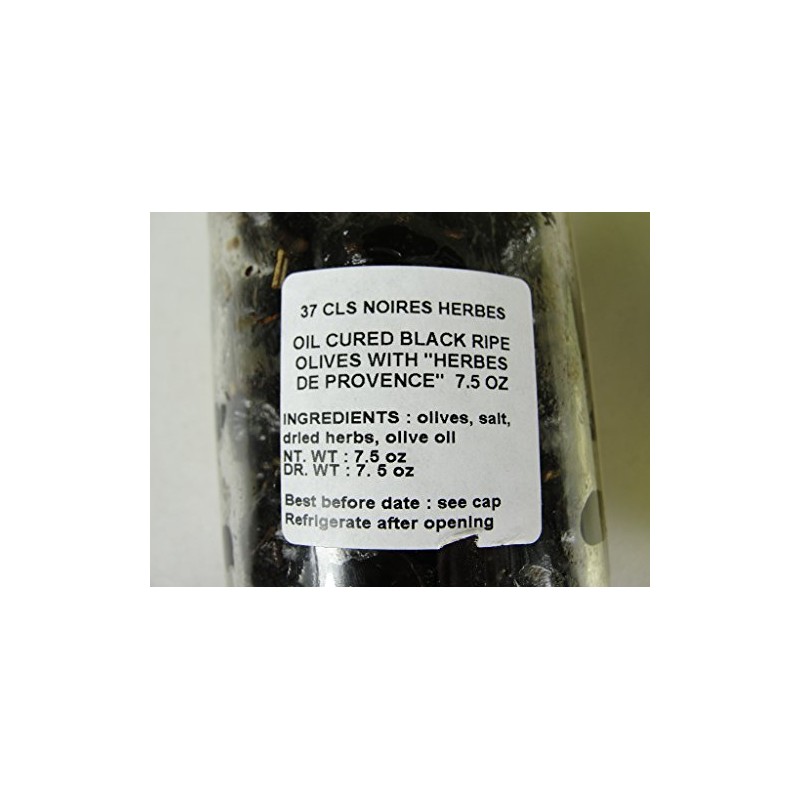 37 CLS NOIRES HERBES
OIL CURED BLACK RIPE
OLIVES WITH "HERBES
DE PROVENCE" 7.5 OZ
INGREDIENTS : olives, salt,
dried herbs, olive oil
NT. WT : 7.5 oz
DR. WT : 7. 5 oz
Best before date : see cap
Refrigerate after opening